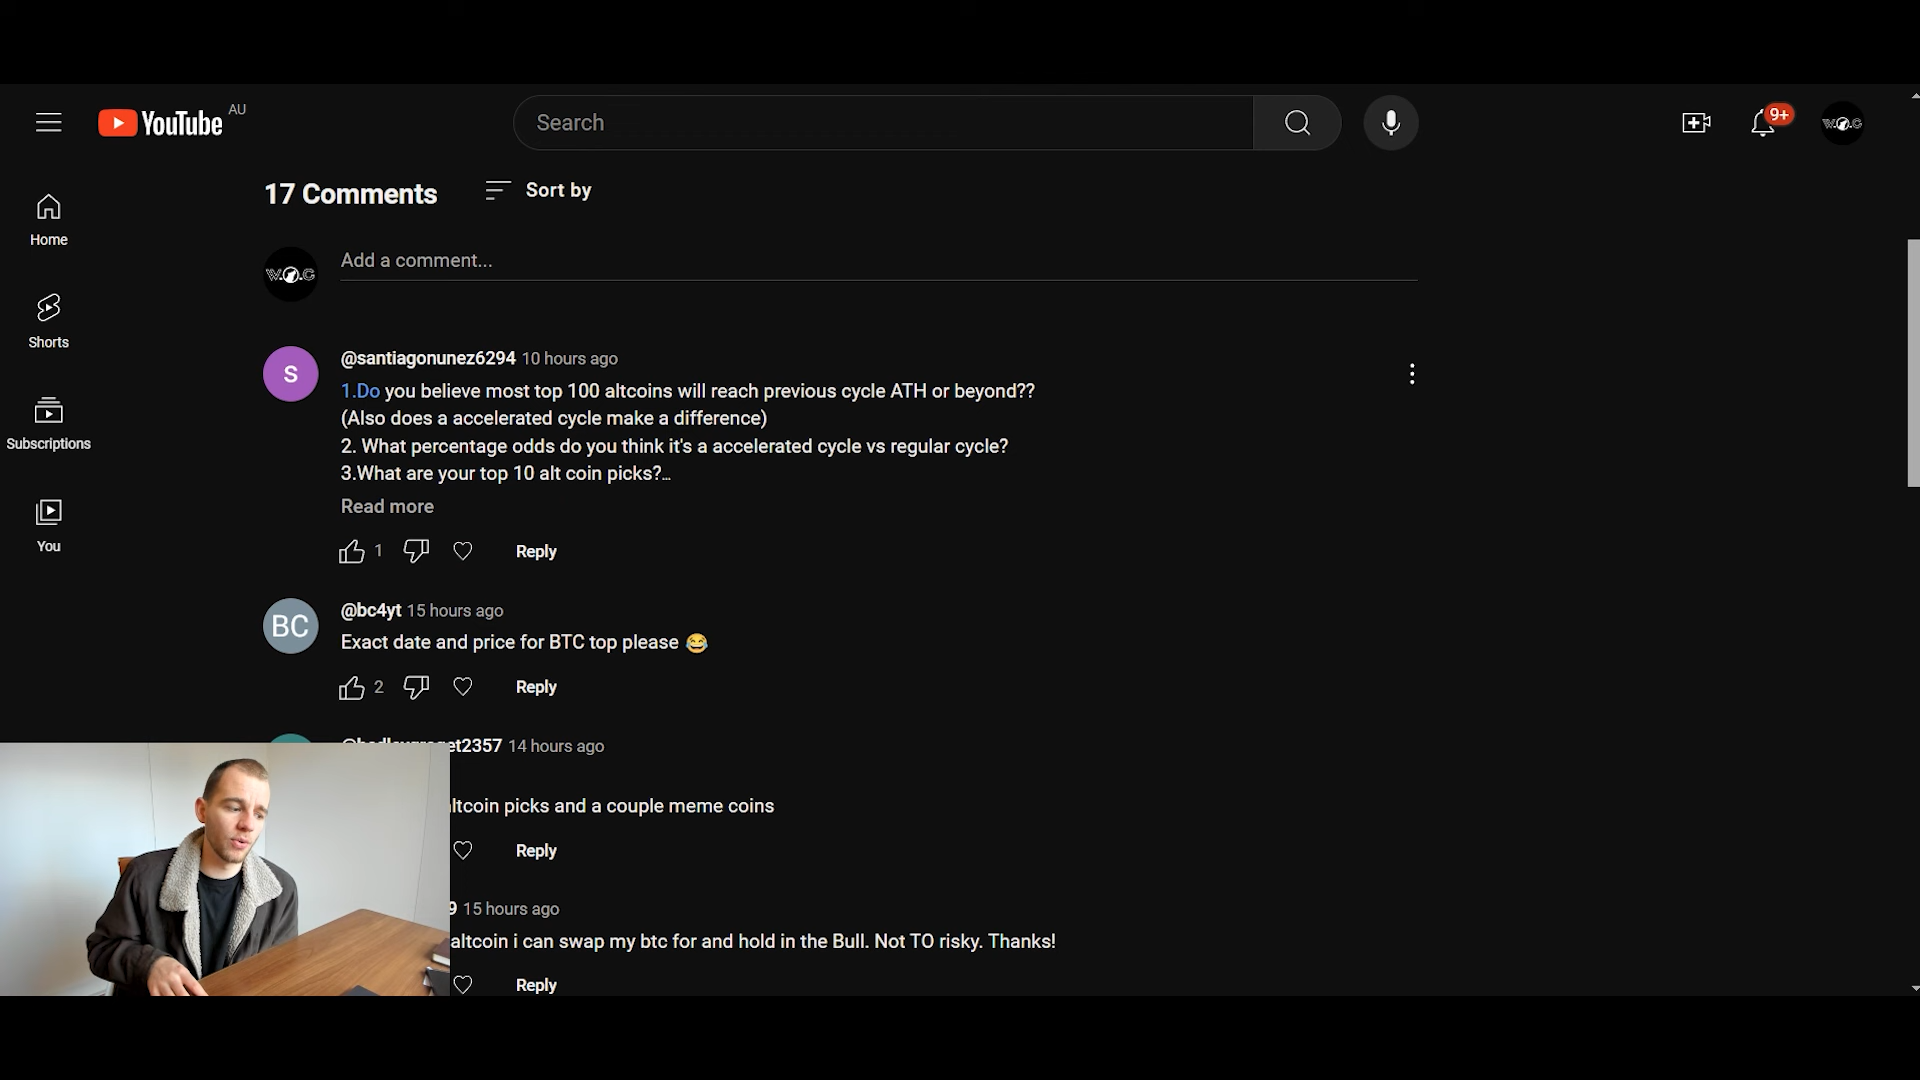 YouTube AU
Search
9+
W.O.C
17 Comments
Sort by
Home
W.O.C
Add a comment...
Shorts
S
@santiagonunez6294 10 hours ago
1.Do you believe most top 100 altcoins will reach previous cycle ATH or beyond??
(Also does a accelerated cycle make a difference)
2. What percentage odds do you think it's a accelerated cycle vs regular cycle?
3.What are your top 10 alt coin picks?...
Read more
1 Reply
Subscriptions
You
BC
@bc4yt 15 hours ago
Exact date and price for BTC top please 😂
2 Reply
14 hours ago
picks and a couple meme coins
Reply
15 hours ago
altcoin i can swap my btc for and hold in the Bull. Not TO risky. Thanks!
Reply